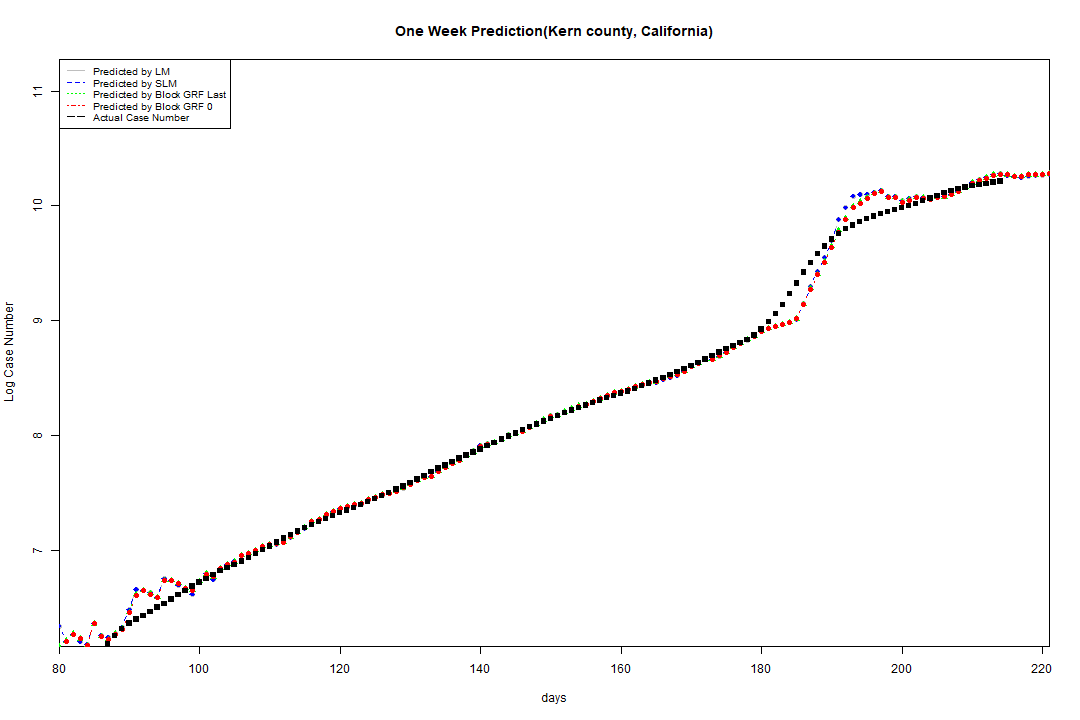 One Week Prediction(Kern county, California)
Predicted by LM
Predicted by SLM
Predicted by Block GRF Last
Predicted by Block GRF 0
Actual Case Number
11
10
9
8
7
Log Case Number
80 100 120 140 160 180 200 220
days